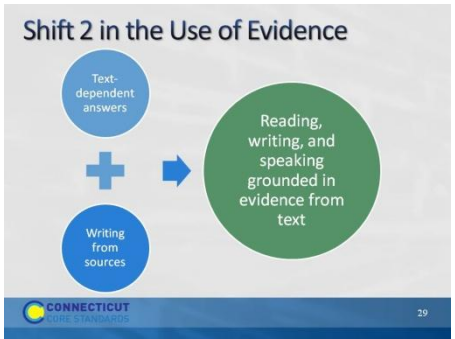 Shift 2 in the Use of Evidence
Text-
dependent
answers
Writing
from
sources
Reading,
writing, and
speaking
grounded in
evidence from
text
CONNECTICUT
CORE STANDARDS
29